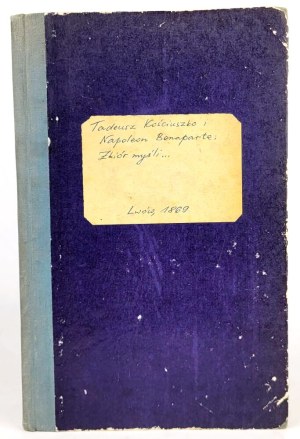 Tadeusz Kościuszko i
Napoleon Bonaparte:
Zbiór myśli...
Lwów 1869